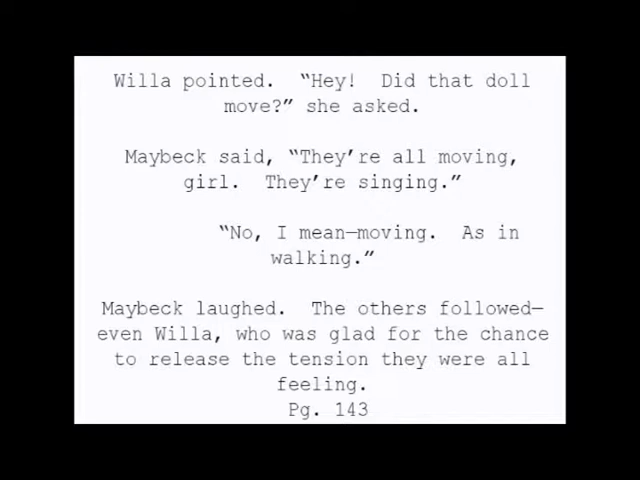 Willa pointed.  “Hey!  Did that doll
move?” she asked.
Maybeck said, “They’re all moving,
girl.  They’re singing.”
“No, I mean—moving.  As in
walking.”
Maybeck laughed.  The others followed—
even Willa, who was glad for the chance
to release the tension they were all
feeling.
Pg. 143